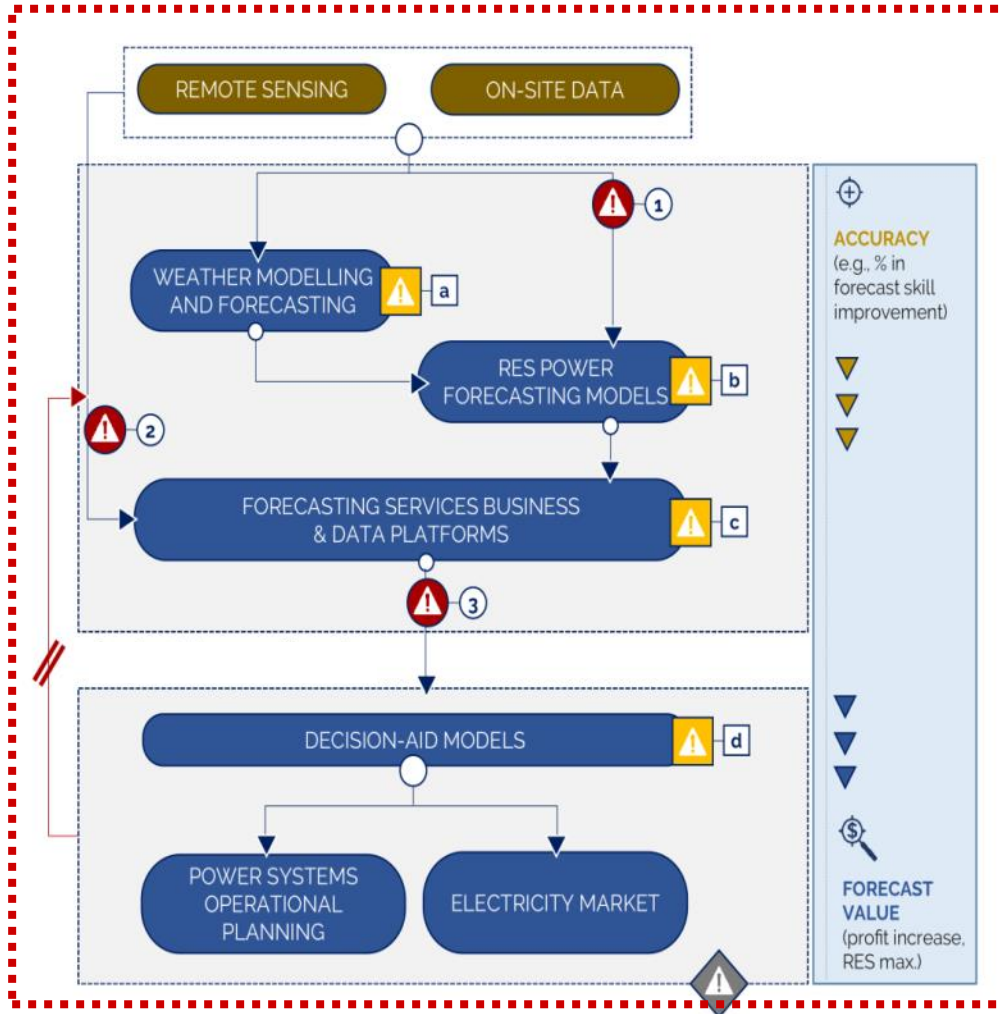 REMOTE SENSING
ON-SITE DATA
1
ACCURACY
(e.g., % in
forecast skill
improvement)
WEATHER MODELLING
AND FORECASTING
a
RES POWER
FORECASTING MODELS
b
2
FORECASTING SERVICES BUSINESS
& DATA PLATFORMS
c
3
DECISION-AID MODELS
d
POWER SYSTEMS
OPERATIONAL
PLANNING
ELECTRICITY MARKET
$
FORECAST
VALUE
(profit increase,
RES max.)